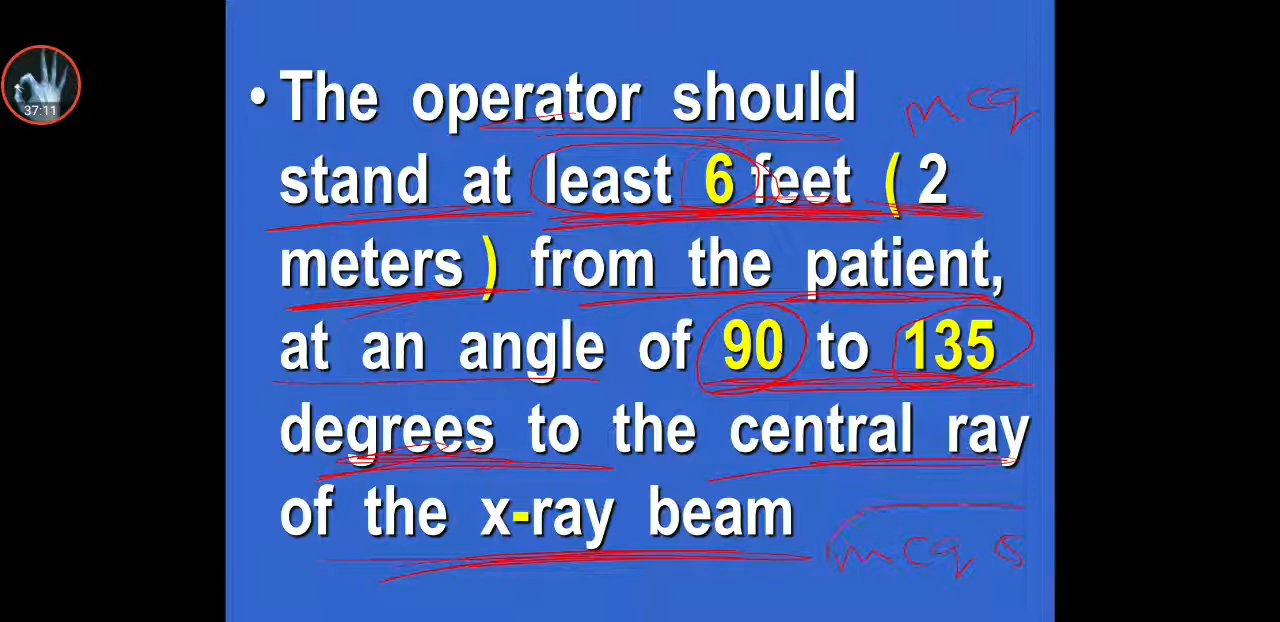 37:11
• The operator should
mcq
stand at least 6 feet ( 2
meters ) from the patient,
at an angle of 90 to 135
degrees to the central ray
of the x-ray beam
mcq s